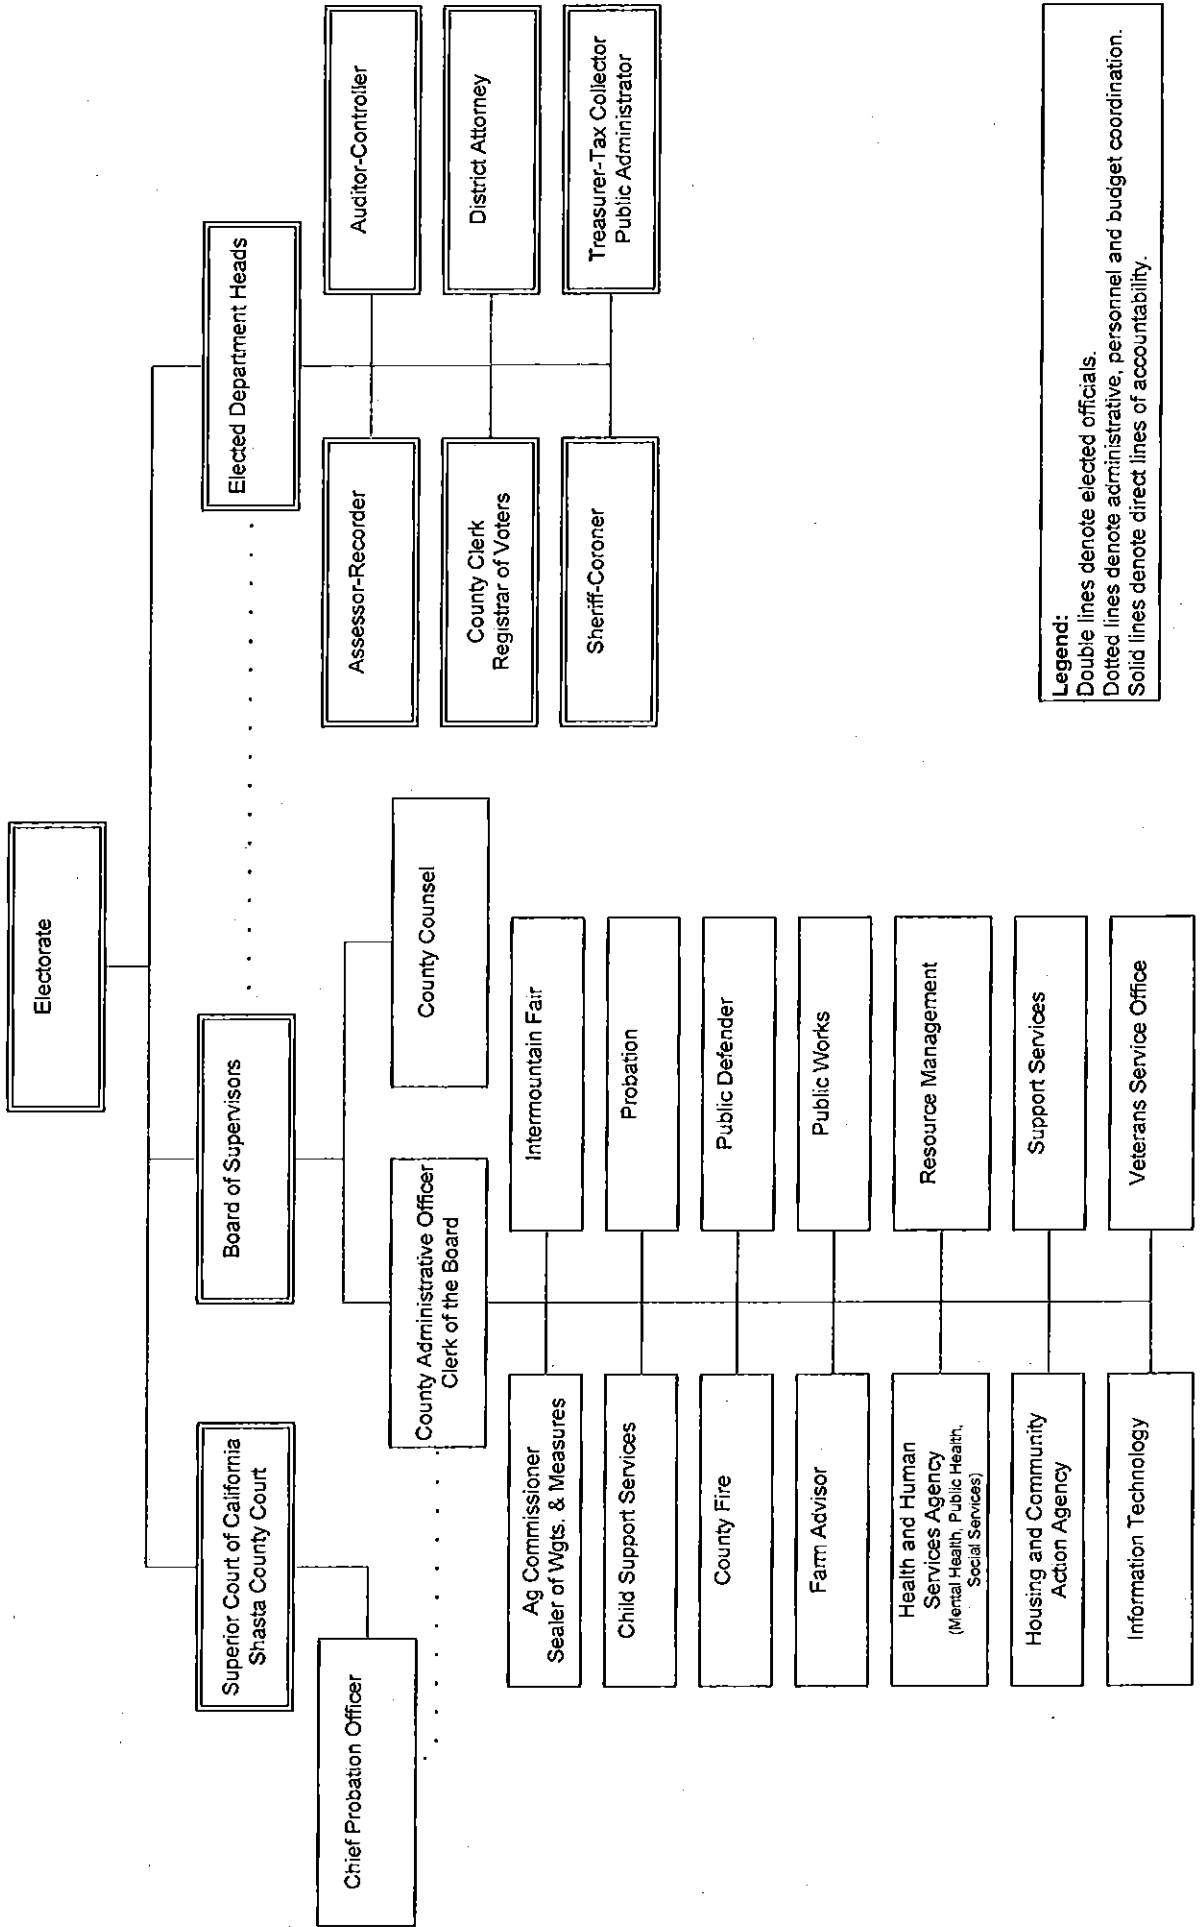 Electorate
Superior Court of California
Shasta County Court
Board of Supervisors
Elected Department Heads
Chief Probation Officer
County Administrative Officer
Clerk of the Board
County Counsel
Assessor-Recorder
Auditor-Controller
County Clerk
Registrar of Voters
District Attorney
Sheriff-Coroner
Treasurer-Tax Collector
Public Administrator
Ag Commissioner
Sealer of Wgts. & Measures
Intermountain Fair
Child Support Services
Probation
County Fire
Public Defender
Farm Advisor
Public Works
Health and Human
Services Agency
(Mental Health, Public Health,
Social Services)
Resource Management
Housing and Community
Action Agency
Support Services
Information Technology
Veterans Service Office
Legend:
Double lines denote elected officials.
Dotted lines denote administrative, personnel and budget coordination.
Solid lines denote direct lines of accountability.